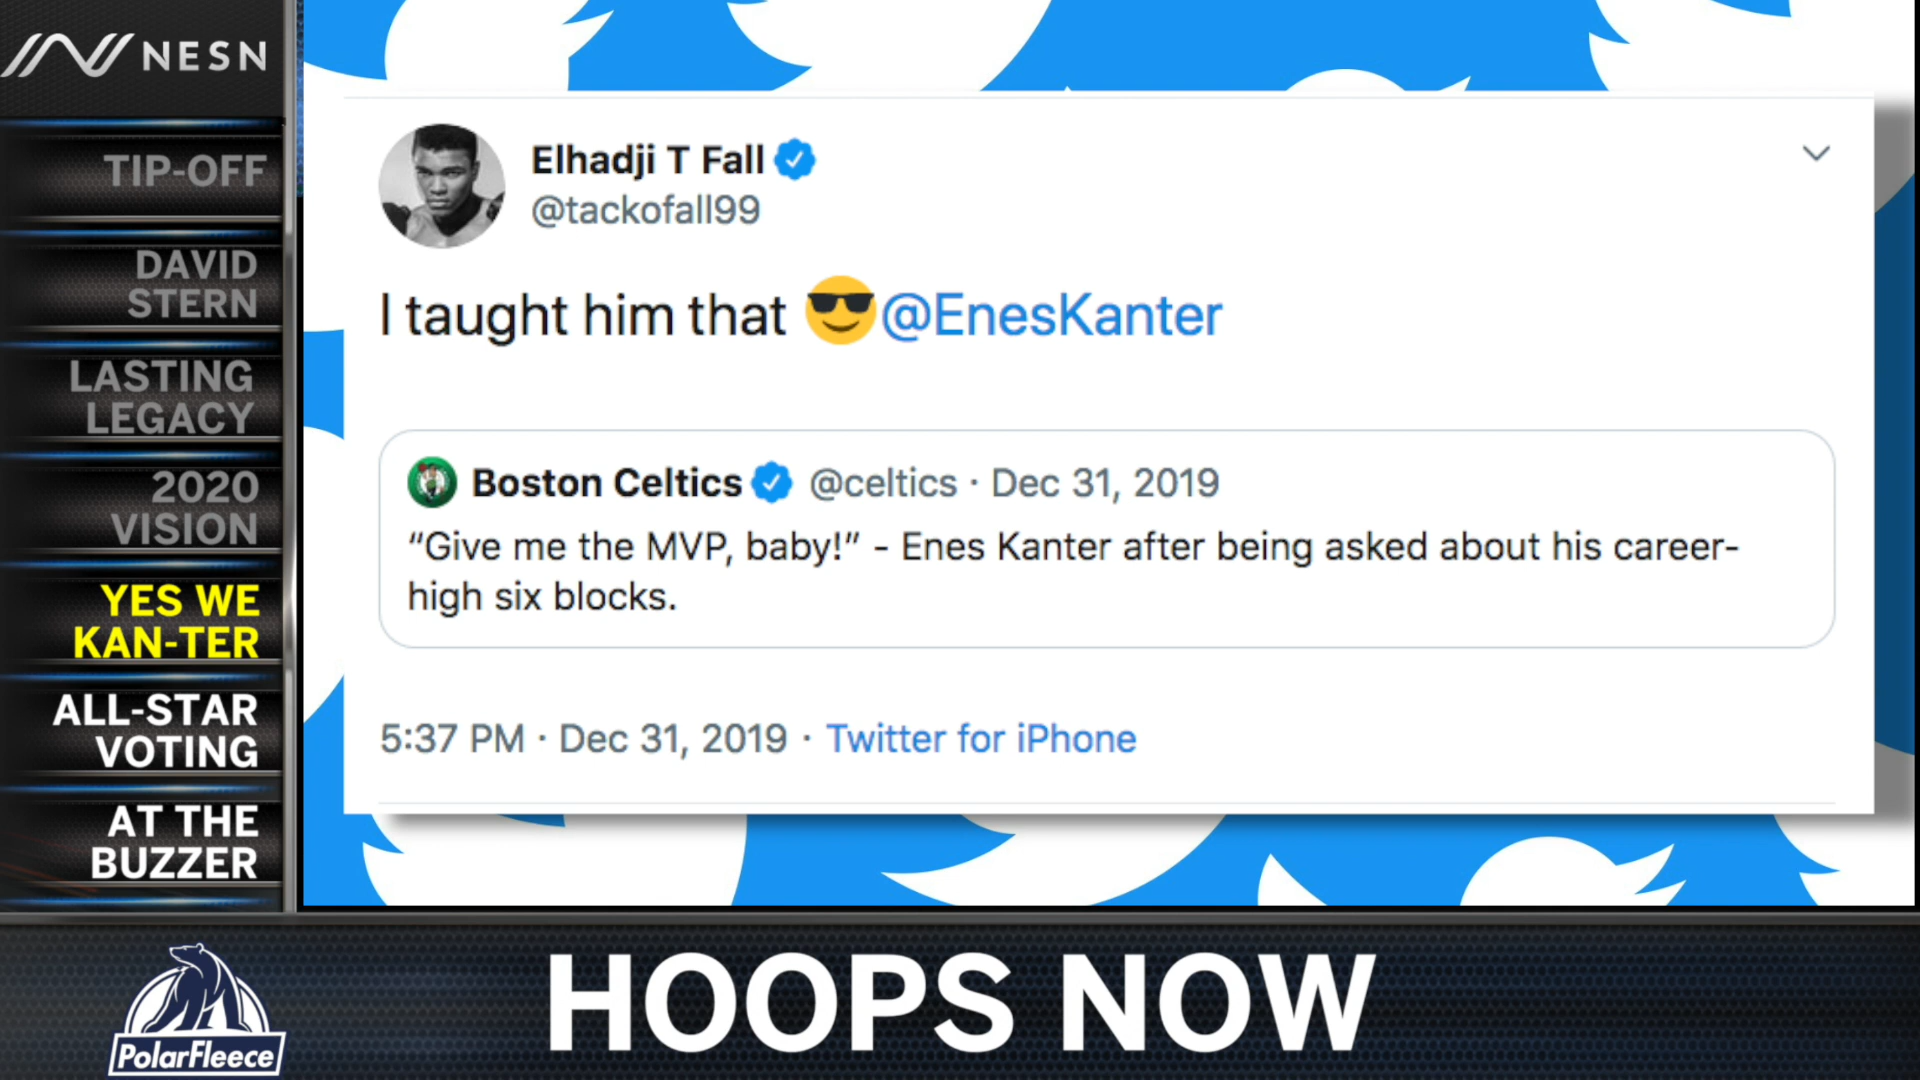 NESN
TIP-OFF
DAVID
STERN
LASTING
LEGACY
2020
VISION
YES WE
KAN-TER
ALL-STAR
VOTING
AT THE
BUZZER
Elhadji T Fall
@tackofall99
I taught him that 😎@EnesKanter
Boston Celtics @celtics · Dec 31, 2019
“Give me the MVP, baby!” - Enes Kanter after being asked about his career-
high six blocks.
5:37 PM · Dec 31, 2019 · Twitter for iPhone
PolarFleece
HOOPS NOW